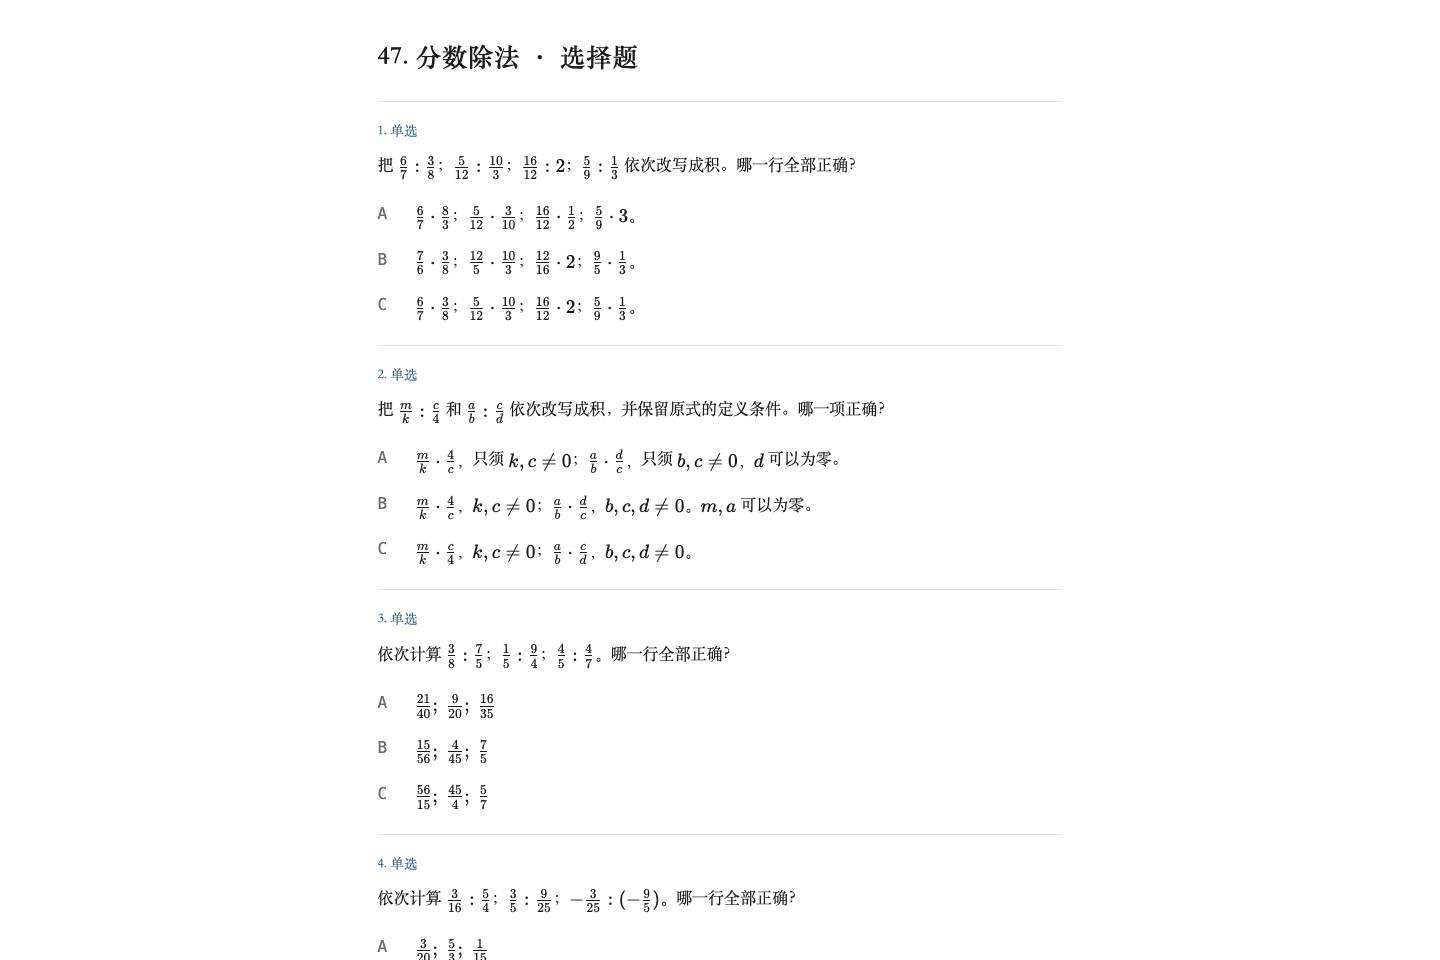 47. 分数除法 · 选择题
1. 单选
把 6/7 : 3/8； 5/12 : 10/3； 16/12 : 2； 5/9 : 1/3 依次改写成积。哪一行全部正确？
A 6/7 · 8/3； 5/12 · 3/10； 16/12 · 1/2； 5/9 · 3。
B 7/6 · 3/8； 12/5 · 10/3； 12/16 · 2； 9/5 · 1/3。
C 6/7 · 3/8； 5/12 · 10/3； 16/12 · 2； 5/9 · 1/3。
2. 单选
把 m/k : c/4 和 a/b : c/d 依次改写成积，并保留原式的定义条件。哪一项正确？
A m/k · 4/c，只须 k, c ≠ 0； a/b · d/c，只须 b, c ≠ 0，d 可以为零。
B m/k · 4/c，k, c ≠ 0； a/b · d/c，b, c, d ≠ 0。m, a 可以为零。
C m/k · c/4，k, c ≠ 0； a/b · c/d，b, c, d ≠ 0。
3. 单选
依次计算 3/8 : 7/5； 1/5 : 9/4； 4/5 : 4/7。哪一行全部正确？
A 21/40; 9/20; 16/35
B 15/56; 4/45; 7/5
C 56/15; 45/4; 5/7
4. 单选
依次计算 3/16 : 5/4； 3/5 : 9/25； −3/25 : (−9/5)。哪一行全部正确？
A 3/20; 5/3; 1/15